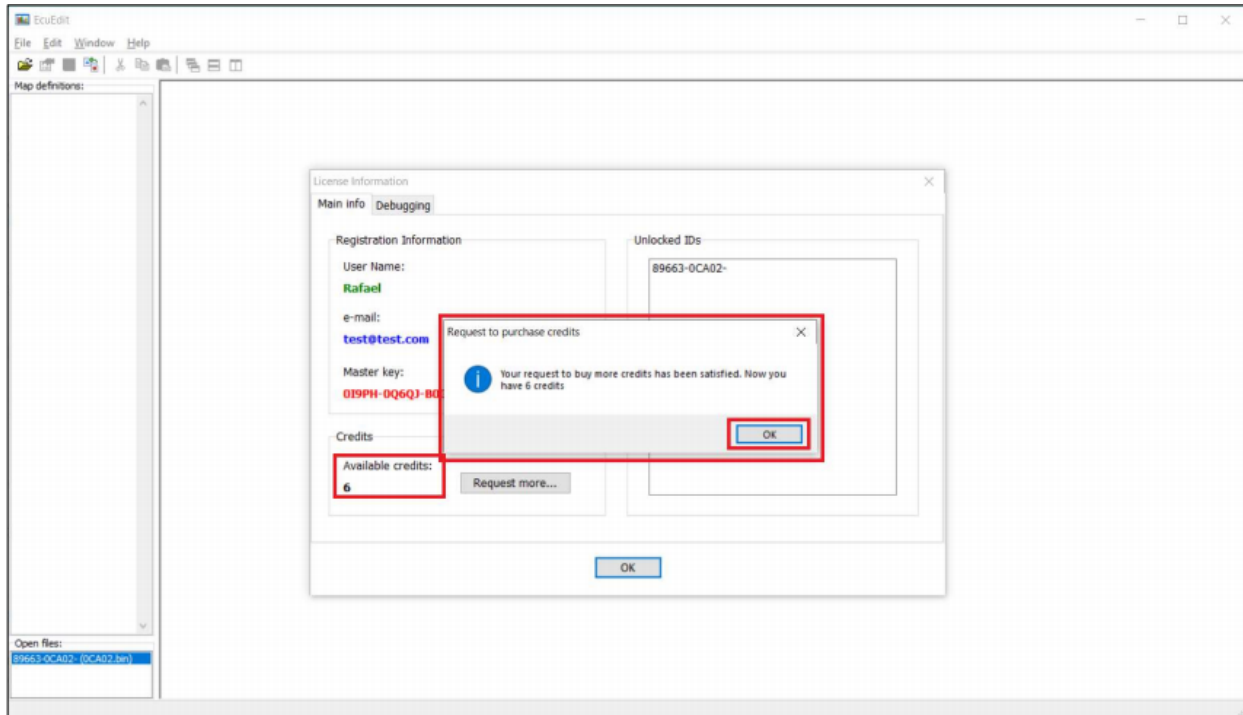 EcuEdit
File Edit Window Help
Map definitions:
License Information
Main info Debugging
Registration Information
User Name:
Rafael
e-mail:
test@test.com
Master key:
0I9PH-0Q6QJ-B0
Credits
Available credits:
6
Request more...
Unlocked IDs
89663-0CA02-
Request to purchase credits
Your request to buy more credits has been satisfied. Now you
have 6 credits
OK
OK
Open files:
89663-0CA02- (0CA02.bin)